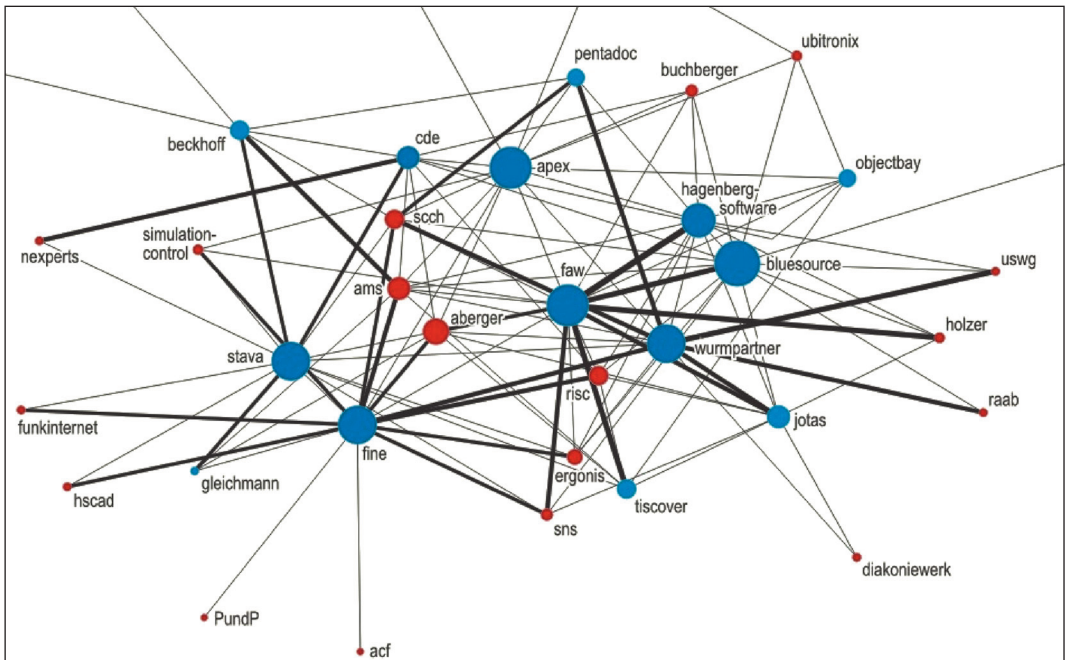 ubitronix
pentadoc
buchberger
beckhoff
cde
apex
objectbay
hagenberg-
software
scch
simulation-
control
nexperts
faw
bluesource
uswg
ams
aberger
holzer
wurmpartner
stava
risc
raab
jotas
funkinternet
fine
ergonis
gleichmann
hscad
tiscover
sns
diakoniewerk
PundP
acf